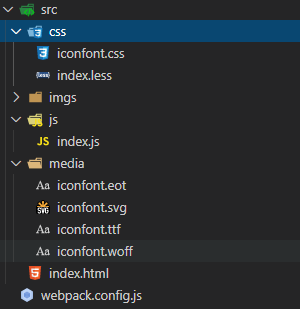 src
css
iconfont.css
{less} index.less
imgs
js
JS index.js
media
Aa iconfont.eot
SVG iconfont.svg
Aa iconfont.ttf
Aa iconfont.woff
index.html
webpack.config.js